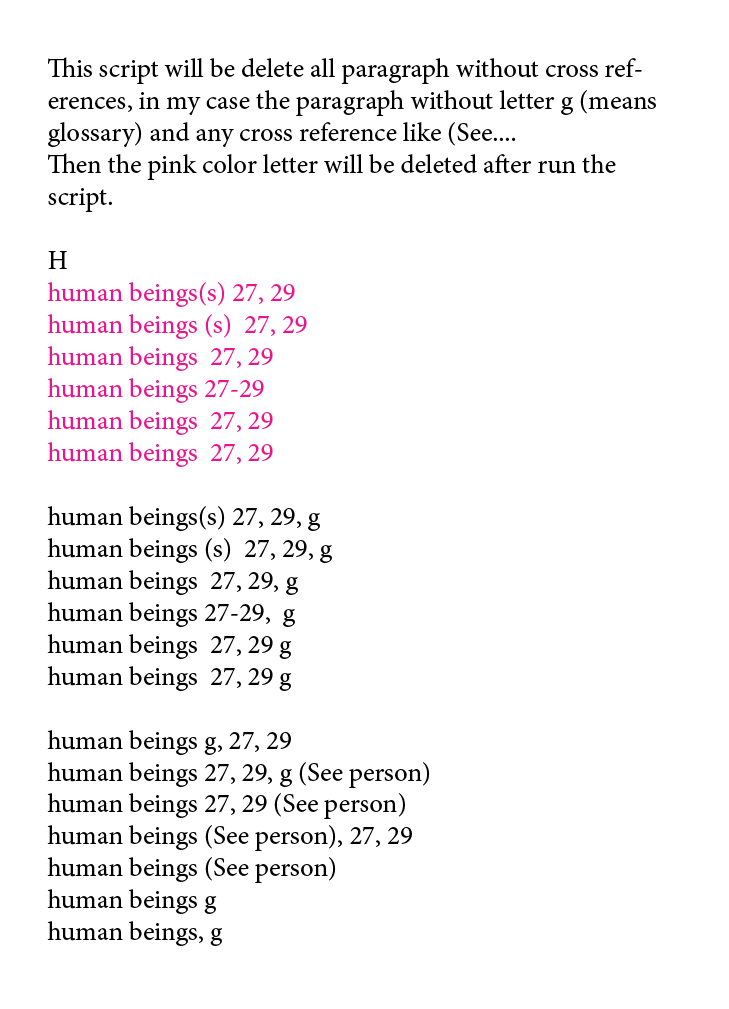 This script will be delete all paragraph without cross ref-
erences, in my case the paragraph without letter g (means
glossary) and any cross reference like (See....
Then the pink color letter will be deleted after run the
script.
H
human beings(s) 27, 29
human beings (s)  27, 29
human beings  27, 29
human beings 27-29
human beings  27, 29
human beings  27, 29
human beings(s) 27, 29, g
human beings (s)  27, 29, g
human beings  27, 29, g
human beings 27-29,  g
human beings  27, 29 g
human beings  27, 29 g
human beings g, 27, 29
human beings 27, 29, g (See person)
human beings 27, 29 (See person)
human beings (See person), 27, 29
human beings (See person)
human beings g
human beings, g